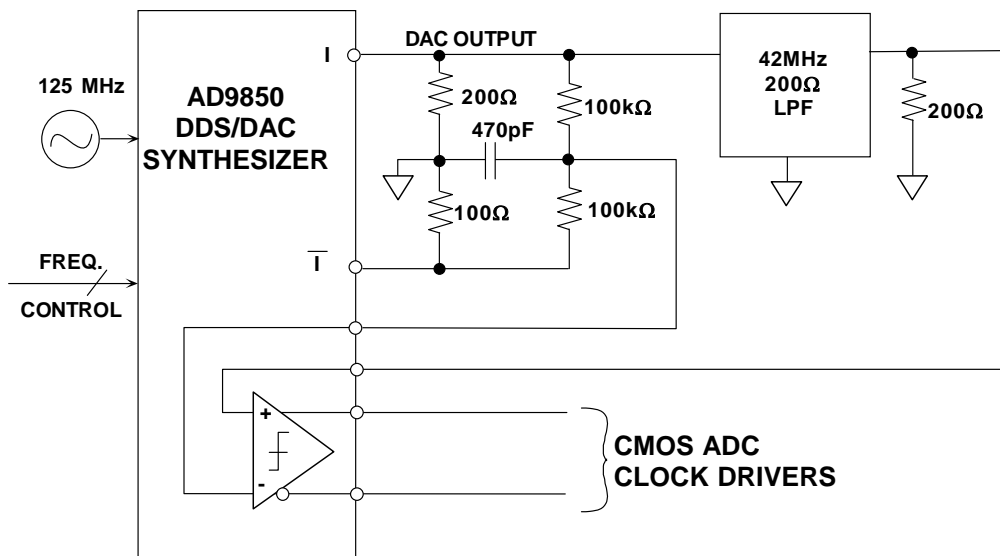 DAC OUTPUT
I
125 MHz
AD9850
DDS/DAC
SYNTHESIZER
200Ω
100kΩ
470pF
42MHz
200Ω
LPF
200Ω
100Ω
100kΩ
I
FREQ.
CONTROL
+
-
CMOS ADC
CLOCK DRIVERS